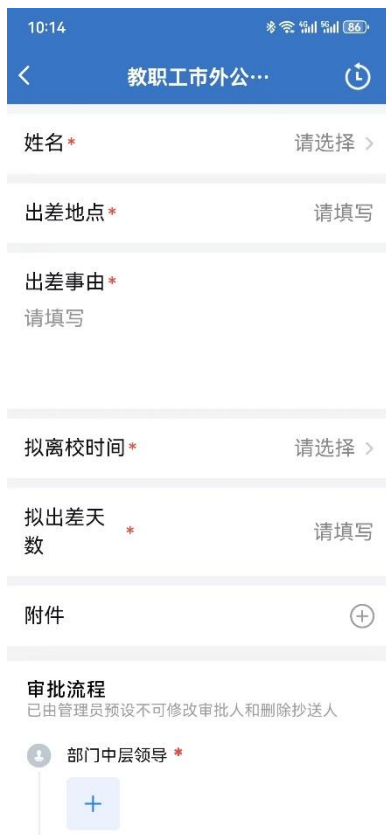 10:14 5G 5G 86
教职工市外公…
姓名* 请选择
出差地点* 请填写
出差事由*
请填写
拟离校时间* 请选择
拟出差天
数 * 请填写
附件
审批流程
已由管理员预设不可修改审批人和删除抄送人
部门中层领导 *